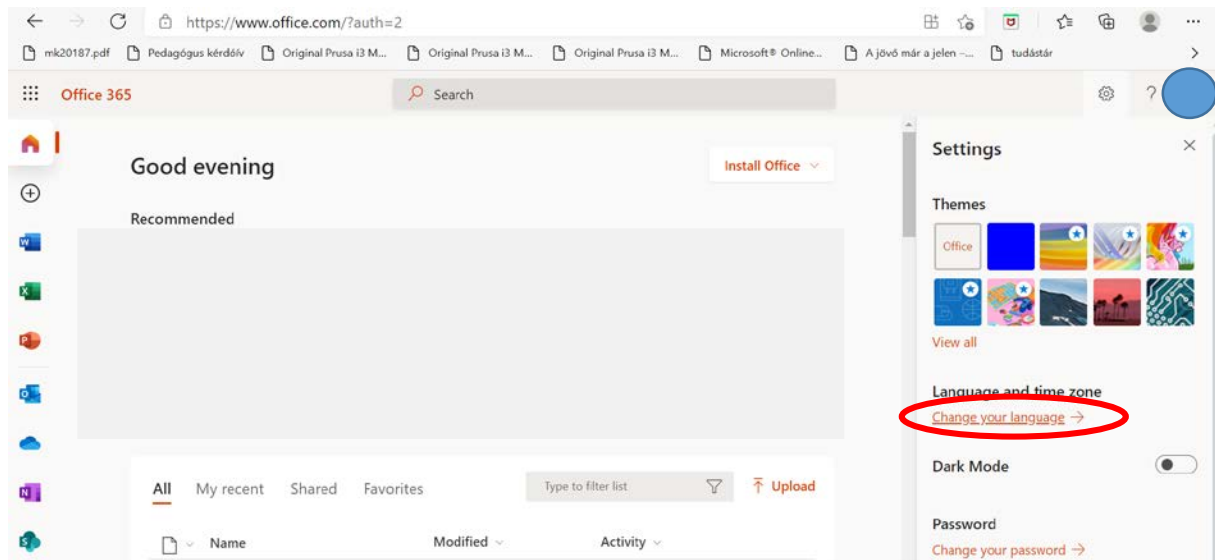 https://www.office.com/?auth=2
mk20187.pdf Pedagógus kérdőív Original Prusa i3 M... Original Prusa i3 M... Original Prusa i3 M... Microsoft® Online... A jövő már a jelen –... tudástár
Office 365 Search ?
Good evening Install Office
Recommended
Settings
Themes
Office
View all
Language and time zone
Change your language →
Dark Mode
All My recent Shared Favorites Type to filter list Upload
Name Modified Activity
Password
Change your password →